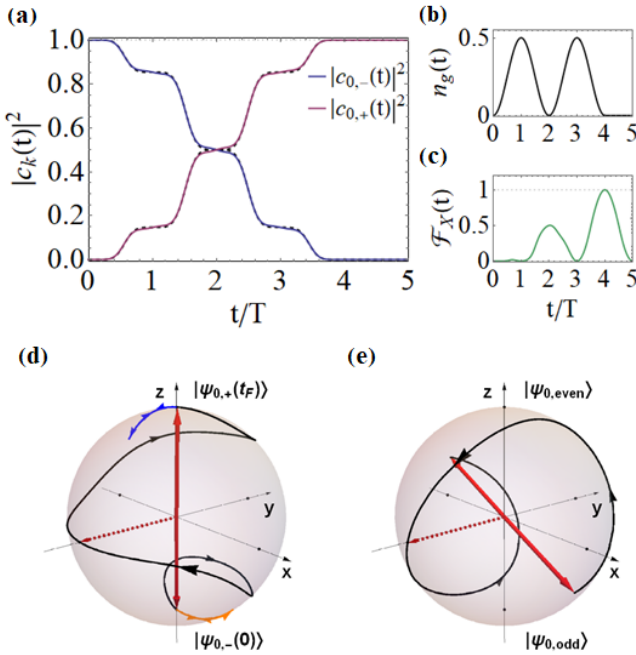 (a)
1.0
0.8
0.6
0.4
0.2
0.0
|c_k(t)|²
|c_{0,−}(t)|²
|c_{0,+}(t)|²
0 1 2 3 4 5
t/T
(b)
0.5
0
n_g(t)
0 1 2 3 4 5
(c)
1
0.5
0
ℱ_X(t)
0 1 2 3 4 5
t/T
(d)
z
|ψ_{0,+}(t_F)⟩
y
x
|ψ_{0,−}(0)⟩
(e)
z
|ψ_{0,even}⟩
y
x
|ψ_{0,odd}⟩